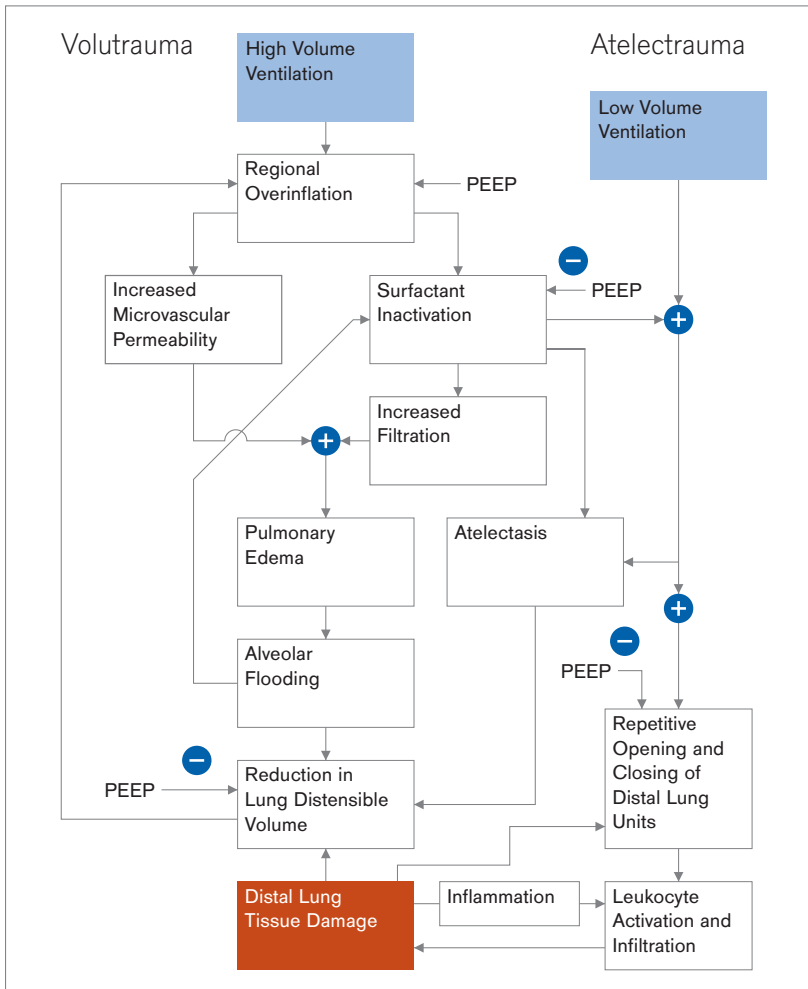 Volutrauma
High Volume
Ventilation
Atelectrauma
Low Volume
Ventilation
Regional
Overinflation
PEEP
Increased
Microvascular
Permeability
Surfactant
Inactivation
−
PEEP
+
Increased
Filtration
+
Pulmonary
Edema
Atelectasis
+
Alveolar
Flooding
−
PEEP
Repetitive
Opening and
Closing of
Distal Lung
Units
−
PEEP
Reduction in
Lung Distensible
Volume
Distal Lung
Tissue Damage
Inflammation
Leukocyte
Activation and
Infiltration